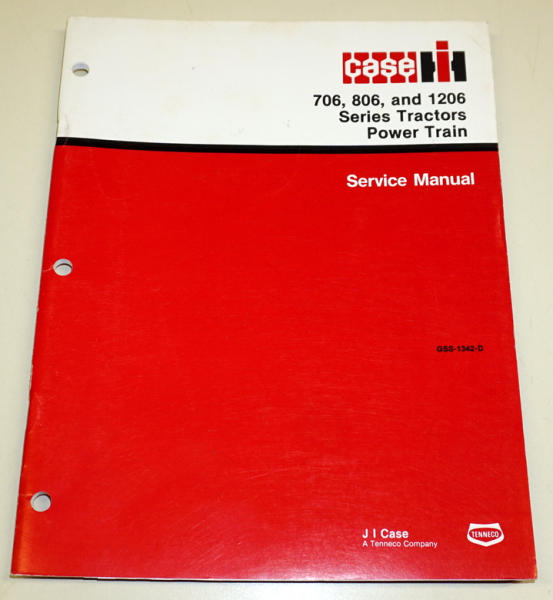 case IH
706, 806, and 1206
Series Tractors
Power Train
Service Manual
GSS-1342-D
J I Case
A Tenneco Company
TENNECO